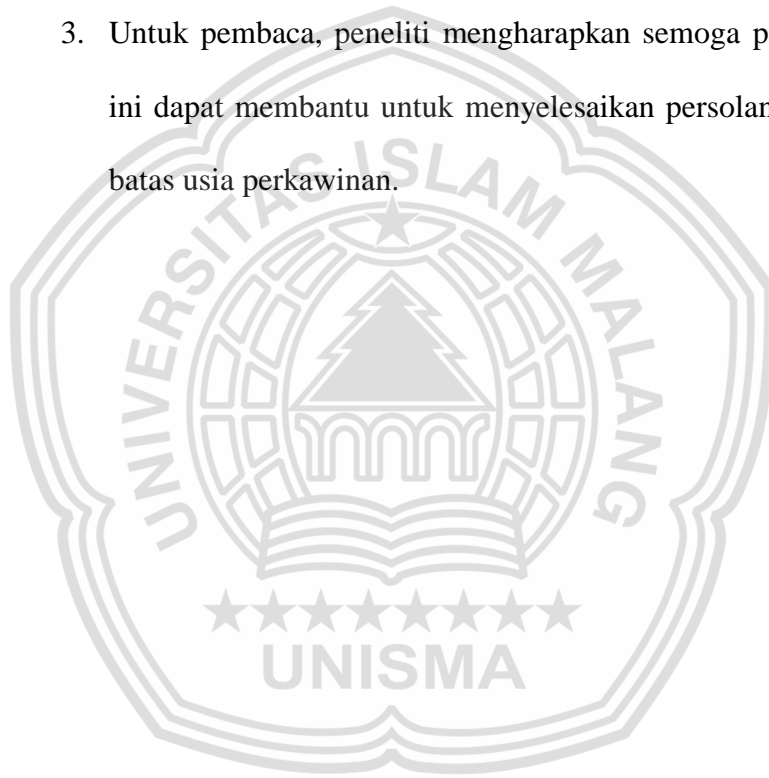 3. Untuk pembaca, peneliti mengharapkan semoga p
ini dapat membantu untuk menyelesaikan persolan
batas usia perkawinan.
UNIVERSITAS ISLAM MALANG
UNISMA